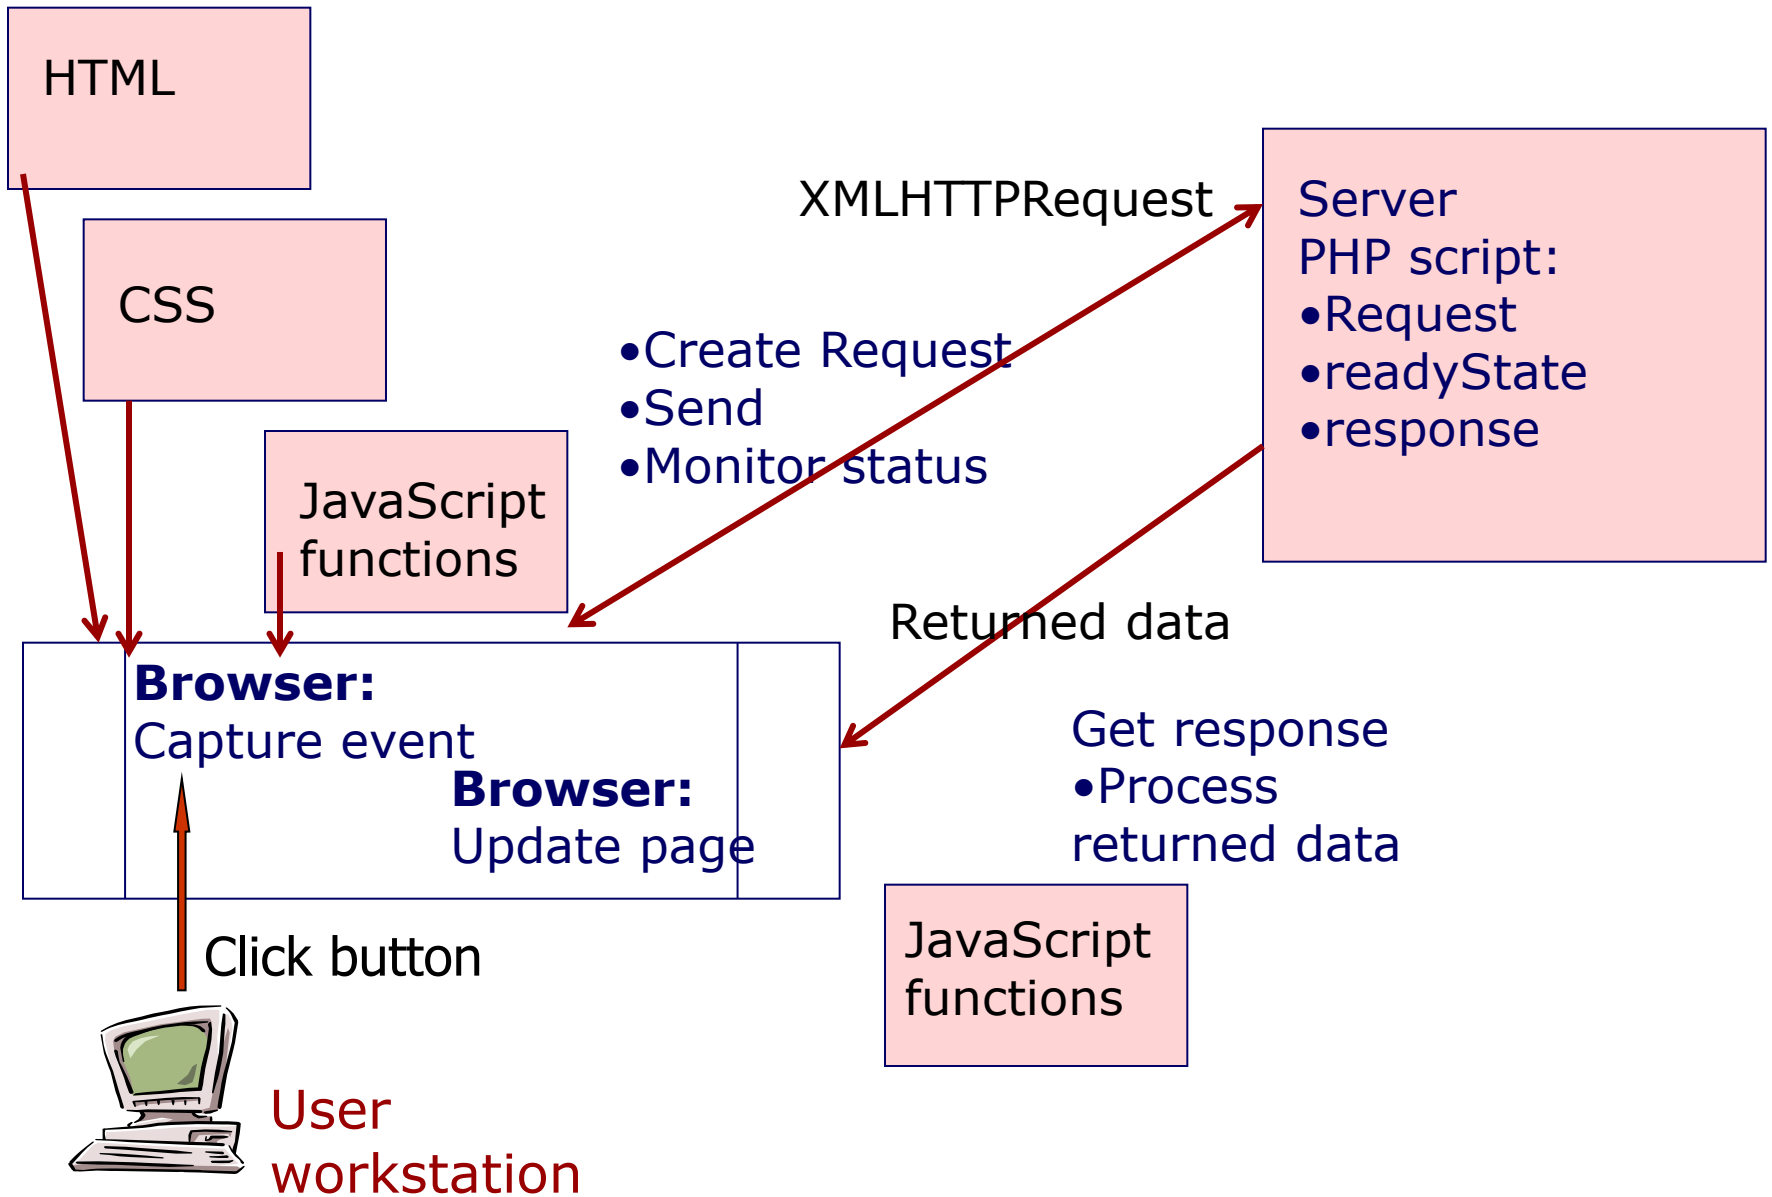 HTML
CSS
JavaScript
functions
XMLHTTPRequest
•Create Request
•Send
•Monitor status
Server
PHP script:
•Request
•readyState
•response
Returned data
Browser:
Capture event
Browser:
Update page
Get response
•Process
returned data
JavaScript
functions
Click button
User
workstation